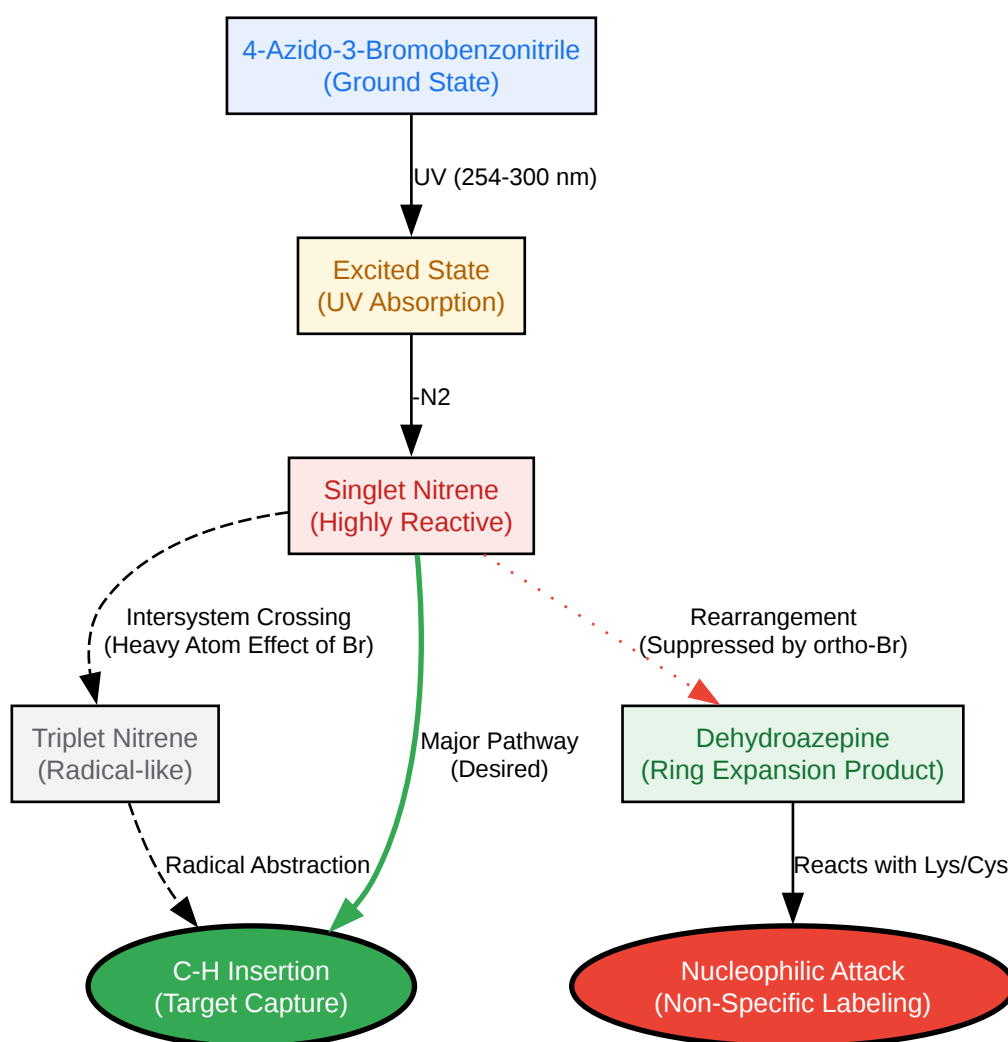 4-Azido-3-Bromobenzonitrile
(Ground State)
UV (254-300 nm)
Excited State
(UV Absorption)
-N2
Singlet Nitrene
(Highly Reactive)
Intersystem Crossing
(Heavy Atom Effect of Br)
Rearrangement
(Suppressed by ortho-Br)
Triplet Nitrene
(Radical-like)
Major Pathway
(Desired)
Dehydroazepine
(Ring Expansion Product)
Radical Abstraction
Reacts with Lys/Cys
C-H Insertion
(Target Capture)
Nucleophilic Attack
(Non-Specific Labeling)